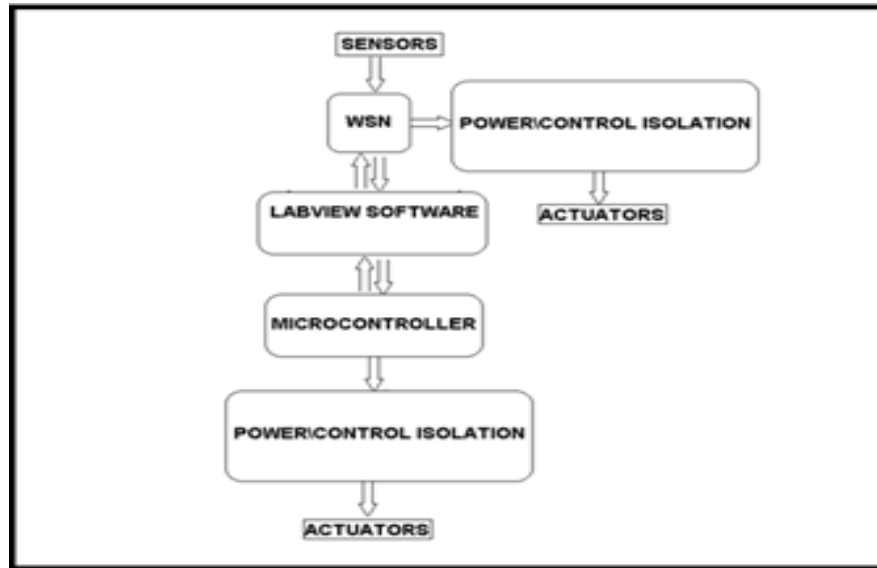 SENSORS
WSN
POWER\CONTROL ISOLATION
ACTUATORS
LABVIEW SOFTWARE
MICROCONTROLLER
POWER\CONTROL ISOLATION
ACTUATORS